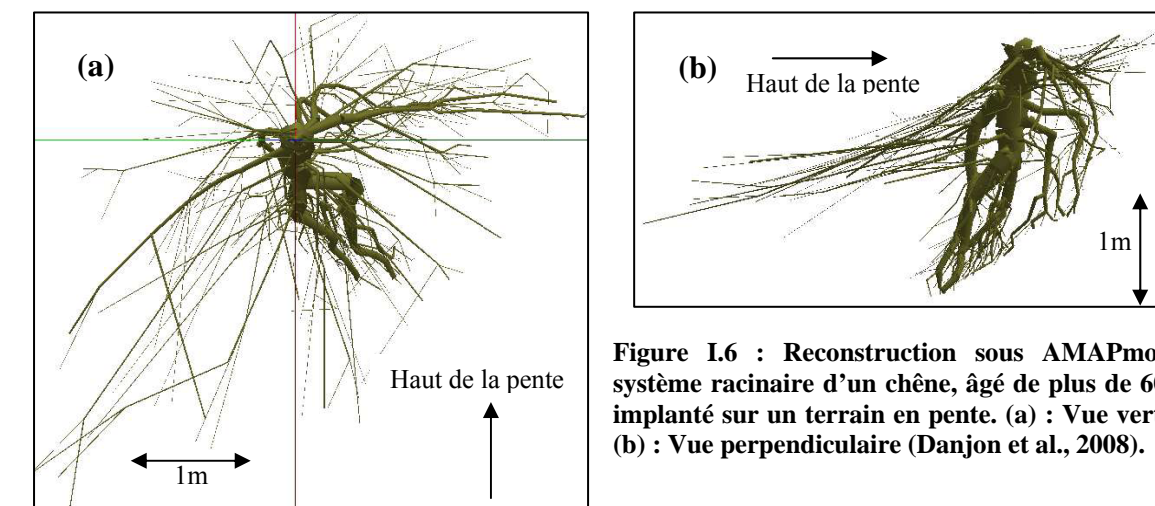 (a)
Haut de la pente
1m
(b)
Haut de la pente
1m
Figure I.6 : Reconstruction sous AMAPmo
système racinaire d'un chêne, âgé de plus de 60
implanté sur un terrain en pente. (a) : Vue vert
(b) : Vue perpendiculaire (Danjon et al., 2008).